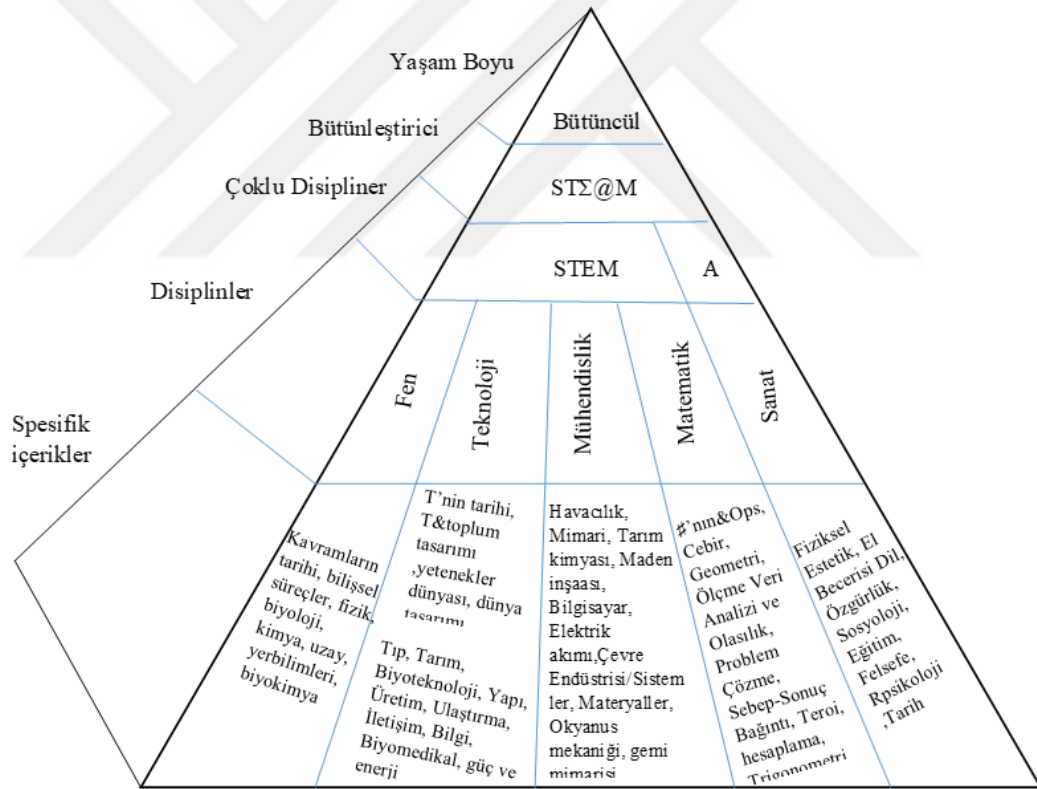 Yaşam Boyu
Bütünleştirici
Çoklu Disipliner
Disiplinler
Spesifik
içerikler
Bütüncül
STΣ@M
STEM
A
Fen
Teknoloji
Mühendislik
Matematik
Sanat
Kavramların
tarihi, bilişsel
süreçler, fizik,
biyoloji,
kimya, uzay,
yerbilimleri,
biyokimya
T’nin tarihi,
T&toplum
tasarımı
,yetenekler
dünyası, dünya
tasarımı
Tıp, Tarım,
Biyoteknoloji, Yapı,
Üretim, Ulaştırma,
İletişim, Bilgi,
Biyomedikal, güç ve
enerji
Havacılık,
Mimari, Tarım
kimyası, Maden
inşaası,
Bilgisayar,
Elektrik
akımı,Çevre
Endüstrisi/Sistem
ler, Materyaller,
Okyanus
mekaniği, gemi
mimarisi
♯’nın&Ops,
Cebir,
Geometri,
Ölçme Veri
Analizi ve
Olasılık,
Problem
Çözme,
Sebep-Sonuç
Bağıntı, Teroi,
hesaplama,
Trigonometri
Fiziksel
Estetik, El
Becerisi Dil,
Özgürlük,
Sosyoloji,
Eğitim,
Felsefe,
Rpsikoloji
,Tarih